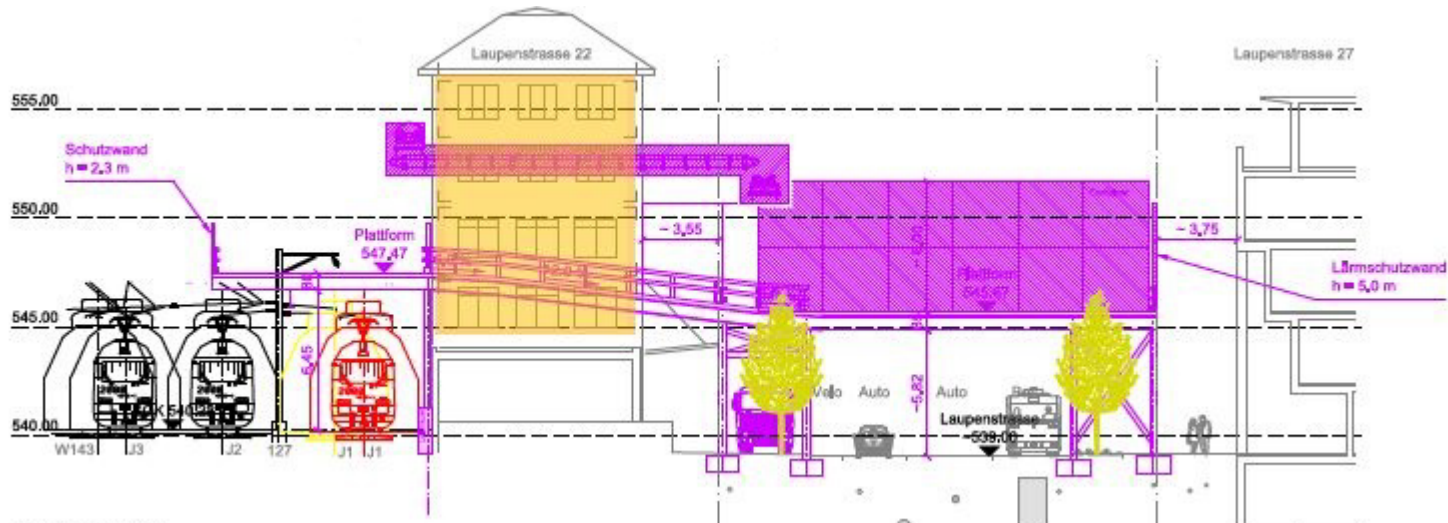 Laupenstrasse 22
Laupenstrasse 27
555.00
Schutzwand
h = 2,3 m
550.00
Plattform
547.47
~ 3,55
~ 3,75
Plattform
545.67
Lärmschutzwand
h = 5,0 m
545.00
6,45
~5,82
Velo
Auto
Auto
540.00
Laupenstrasse
~539.00
W143
J3
J2
127
J1
J1